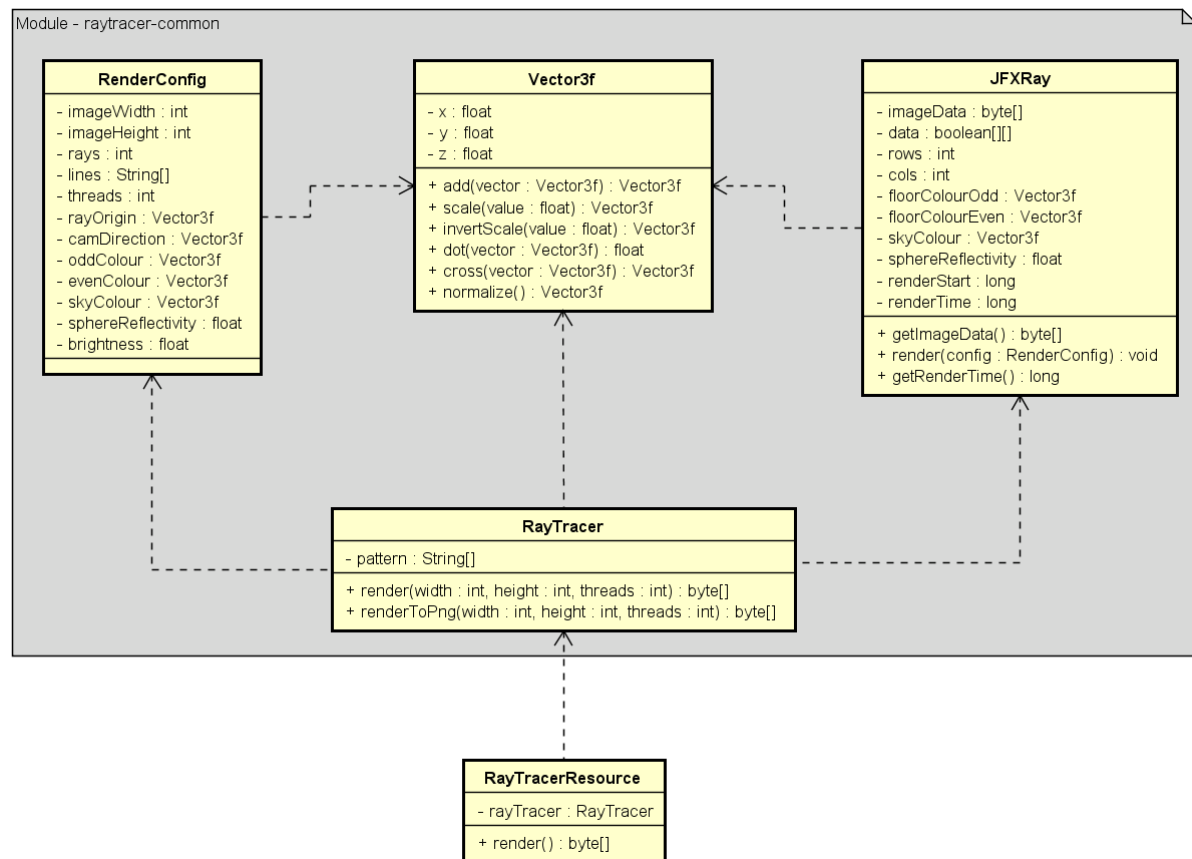 Module - raytracer-common
RenderConfig
- imageWidth : int
- imageHeight : int
- rays : int
- lines : String[]
- threads : int
- rayOrigin : Vector3f
- camDirection : Vector3f
- oddColour : Vector3f
- evenColour : Vector3f
- skyColour : Vector3f
- sphereReflectivity : float
- brightness : float
Vector3f
- x : float
- y : float
- z : float
+ add(vector : Vector3f) : Vector3f
+ scale(value : float) : Vector3f
+ invertScale(value : float) : Vector3f
+ dot(vector : Vector3f) : float
+ cross(vector : Vector3f) : Vector3f
+ normalize() : Vector3f
JFXRay
- imageData : byte[]
- data : boolean[][]
- rows : int
- cols : int
- floorColourOdd : Vector3f
- floorColourEven : Vector3f
- skyColour : Vector3f
- sphereReflectivity : float
- renderStart : long
- renderTime : long
+ getImageData() : byte[]
+ render(config : RenderConfig) : void
+ getRenderTime() : long
RayTracer
- pattern : String[]
+ render(width : int, height : int, threads : int) : byte[]
+ renderToPng(width : int, height : int, threads : int) : byte[]
RayTracerResource
- rayTracer : RayTracer
+ render() : byte[]